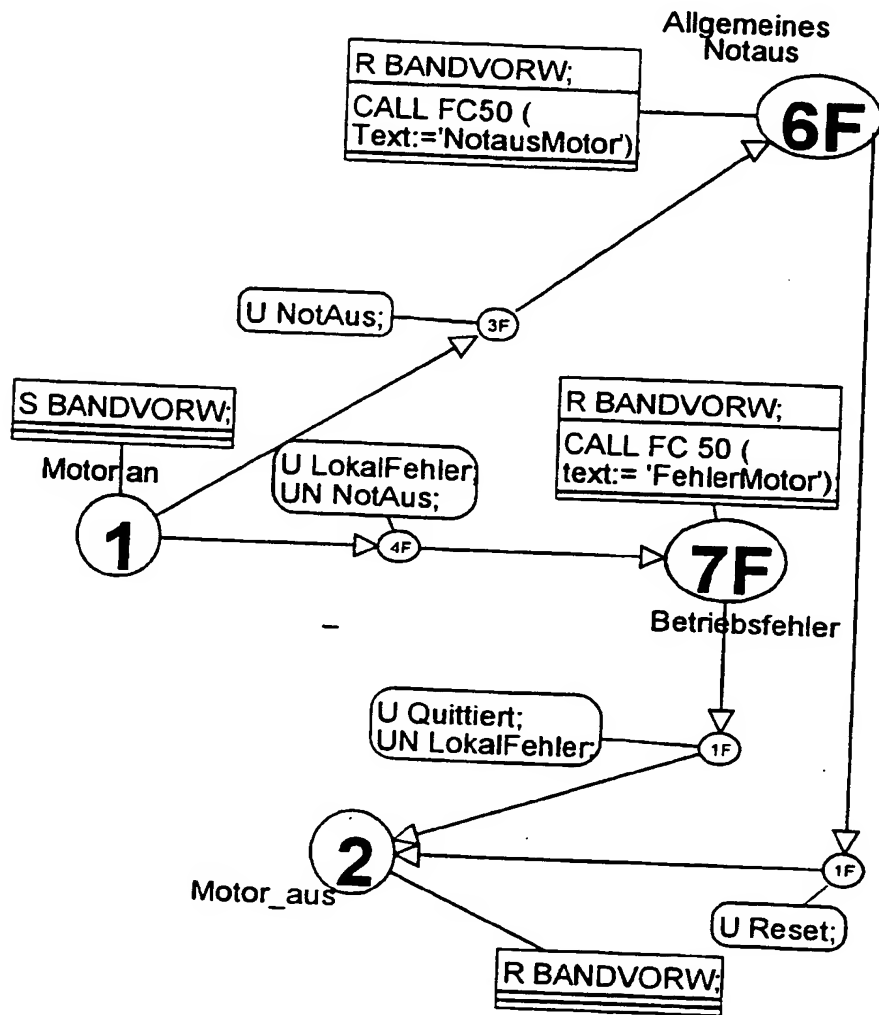 Allgemeines
Notaus
R BANDVORW;
CALL FC50 (
Text:='NotausMotor')
6F
U NotAus;
3F
S BANDVORW;
Motor an
1
U LokalFehler
UN NotAus;
4F
R BANDVORW;
CALL FC 50 (
text:= 'FehlerMotor')
7F
Betriebsfehler
U Quittiert;
UN LokalFehler;
1F
2
Motor_aus
1F
U Reset;
R BANDVORW;